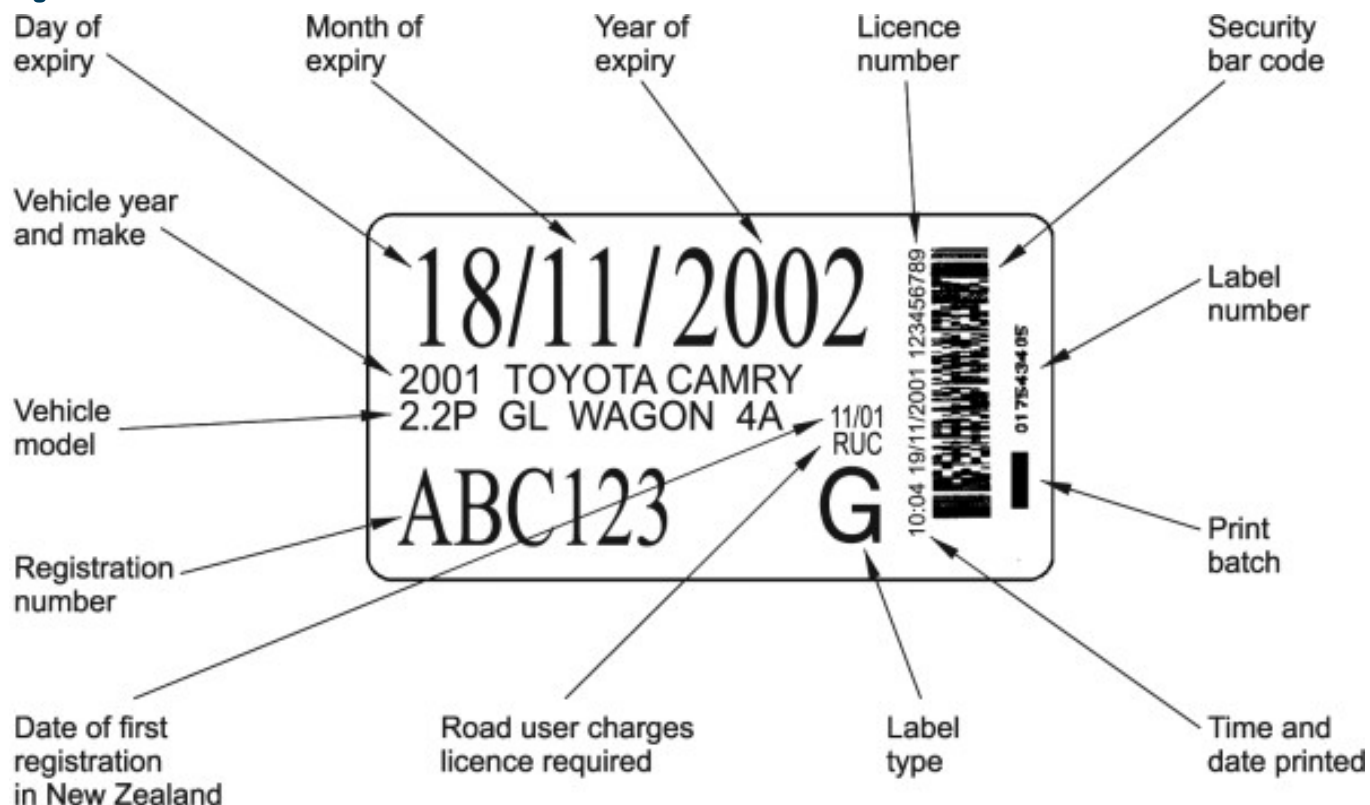 Day of
expiry
Month of
expiry
Year of
expiry
Licence
number
Security
bar code
Vehicle year
and make
18/11/2002
Label
number
2001 TOYOTA CAMRY
2.2P GL WAGON 4A
Vehicle
model
11/01
RUC
ABC123
G
10:04 19/11/2001 123456789
017543405
Registration
number
Print
batch
Date of first
registration
in New Zealand
Road user charges
licence required
Label
type
Time and
date printed